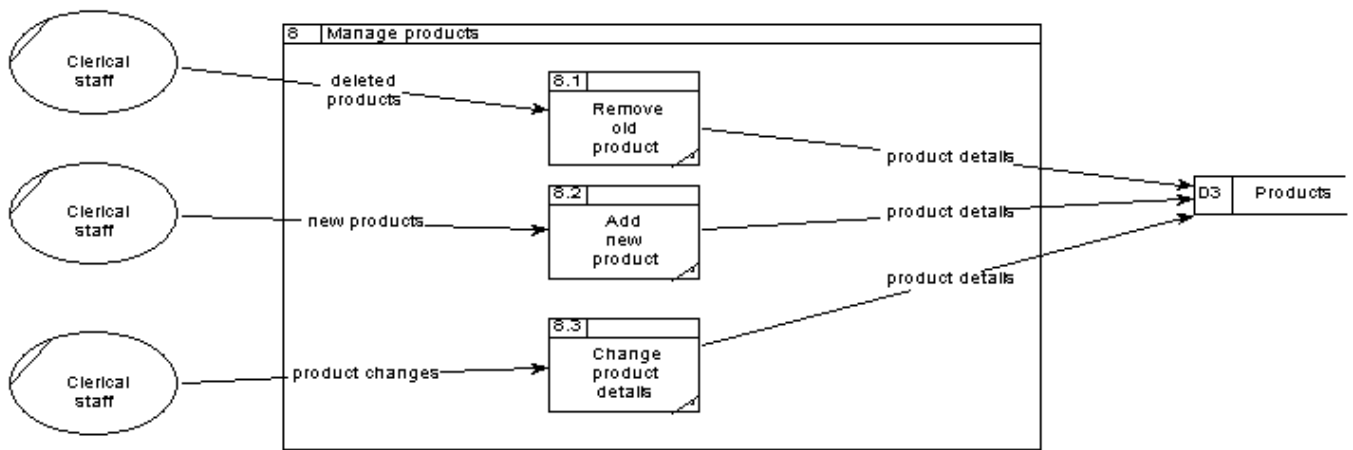 8 Manage products
Clerical
staff
deleted
products
8.1
Remove
old
product
product details
Clerical
staff
new products
8.2
Add
new
product
product details
D3 Products
Clerical
staff
product changes
8.3
Change
product
details
product details